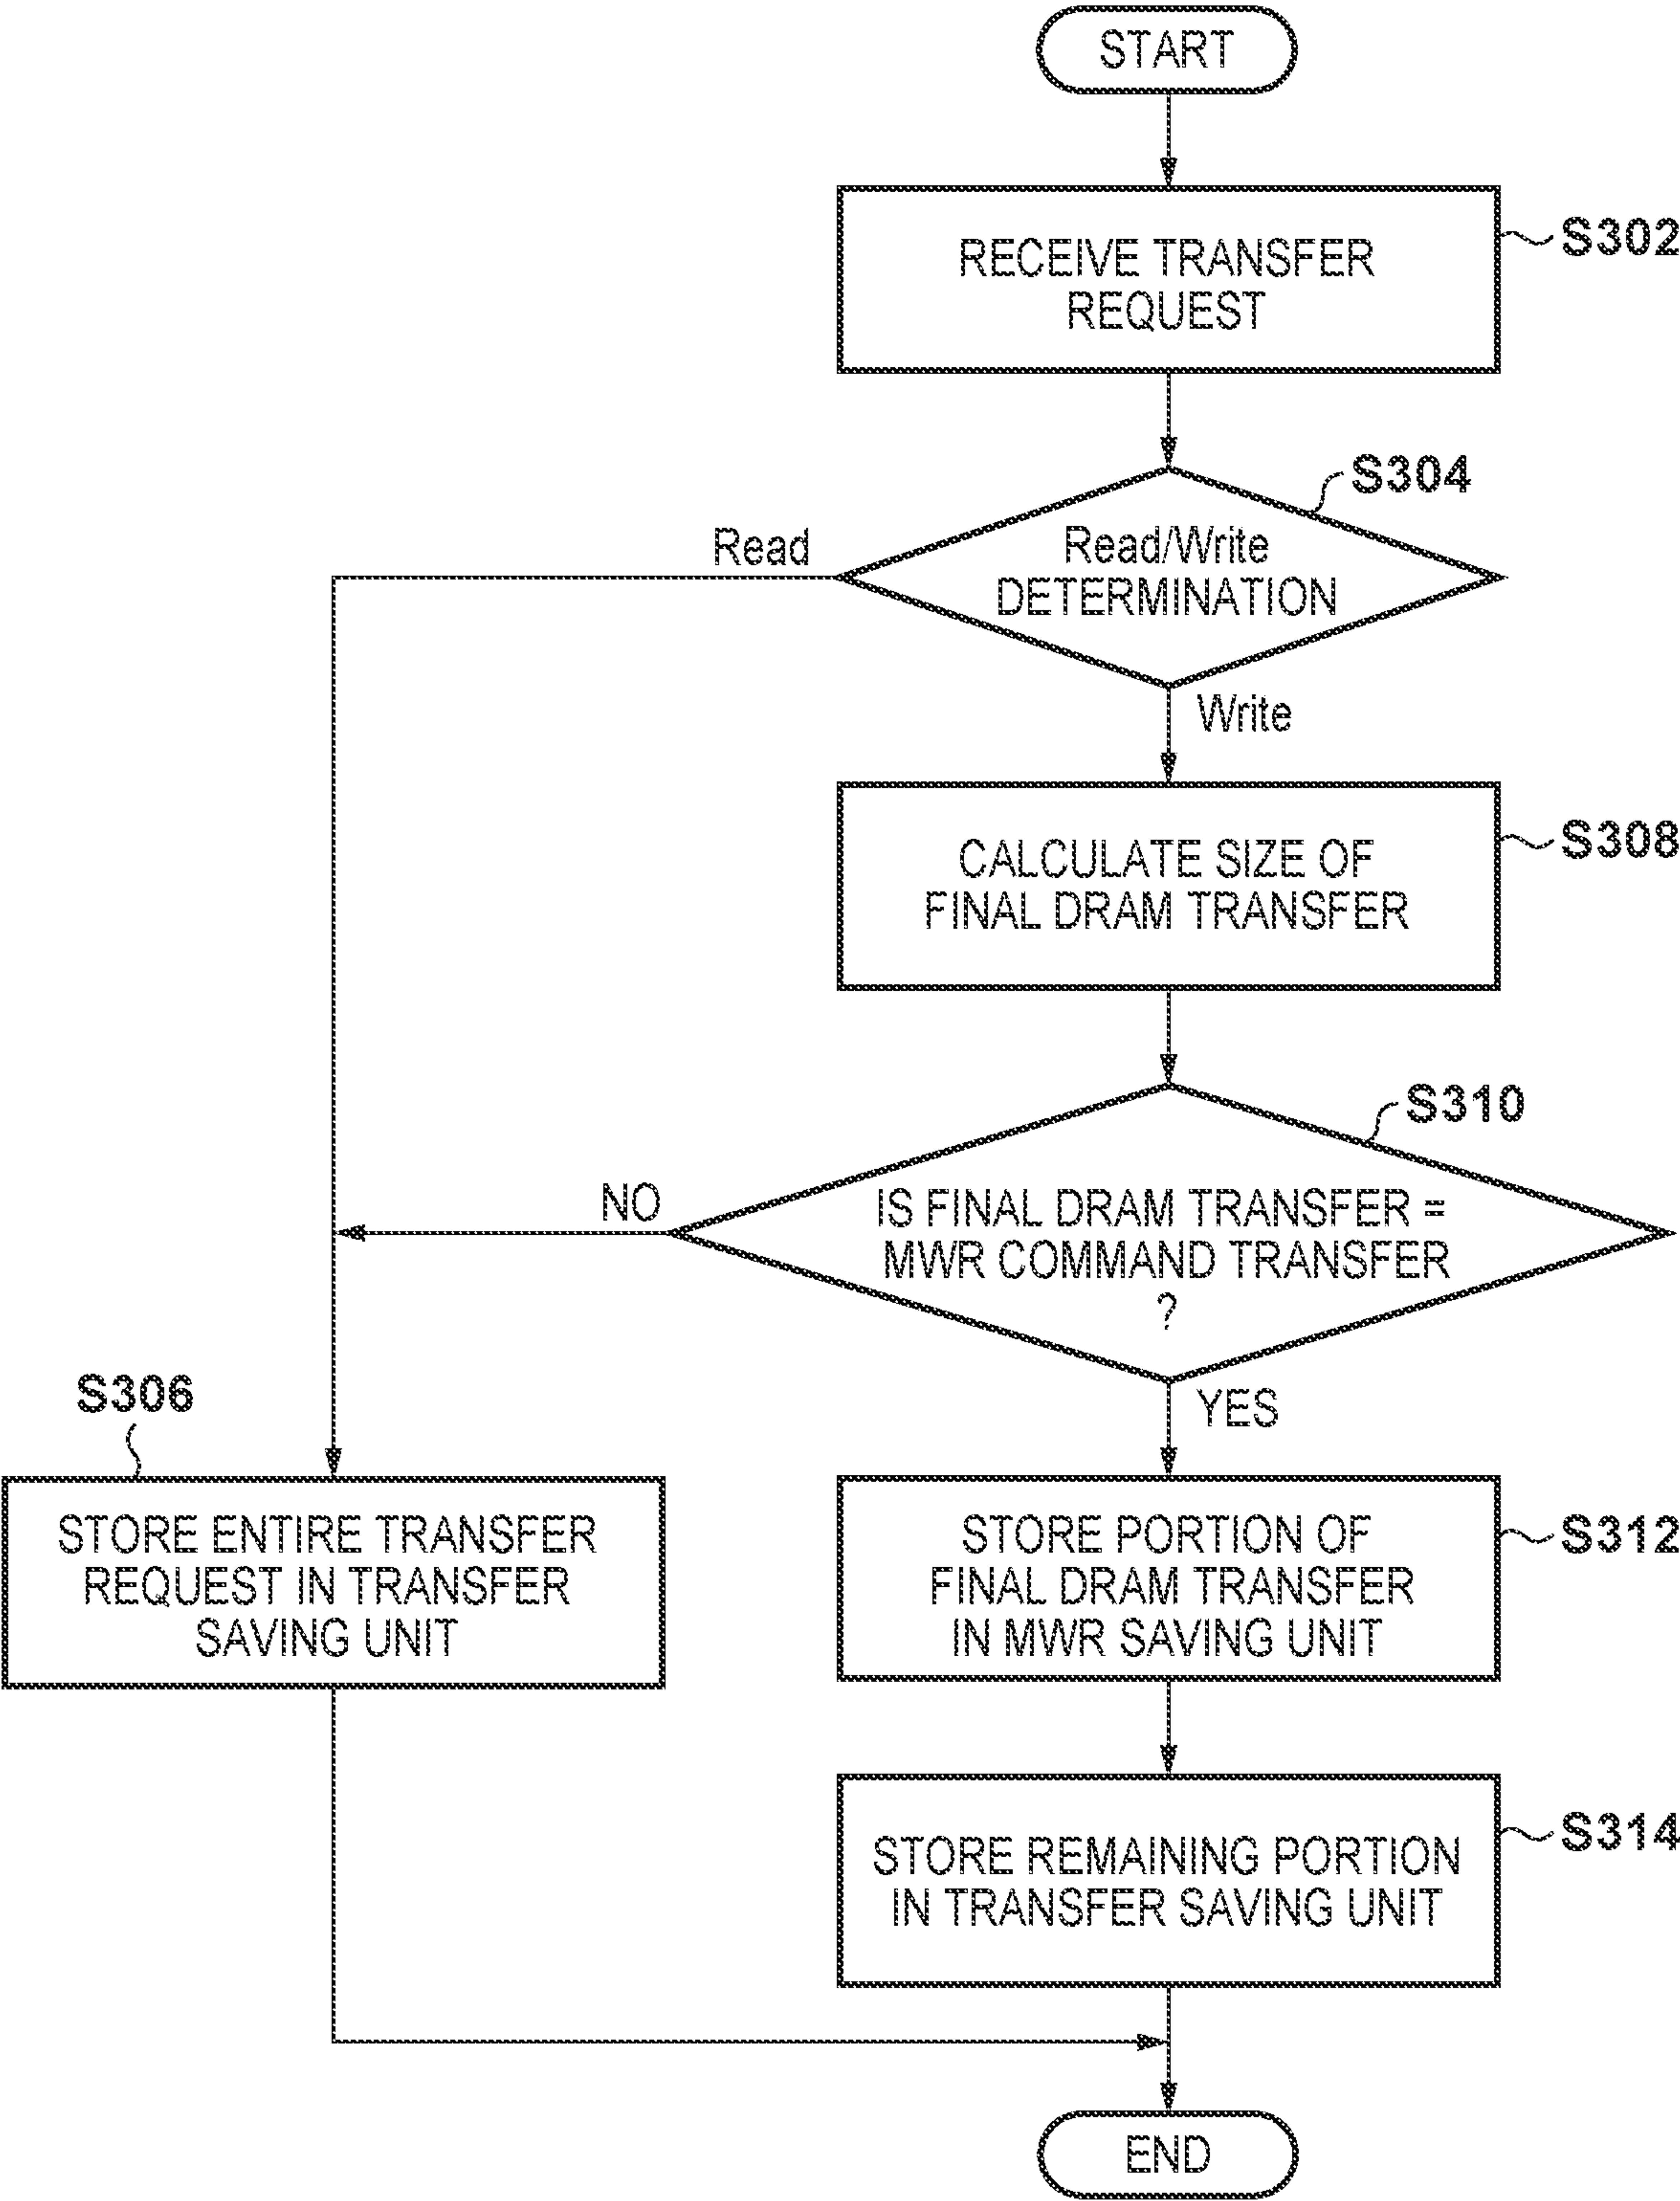 START
RECEIVE TRANSFER
REQUEST
S302
S304
Read/Write
DETERMINATION
Read
Write
CALCULATE SIZE OF
FINAL DRAM TRANSFER
S308
S310
IS FINAL DRAM TRANSFER =
MWR COMMAND TRANSFER
?
NO
YES
S306
STORE ENTIRE TRANSFER
REQUEST IN TRANSFER
SAVING UNIT
STORE PORTION OF
FINAL DRAM TRANSFER
IN MWR SAVING UNIT
S312
STORE REMAINING PORTION
IN TRANSFER SAVING UNIT
S314
END